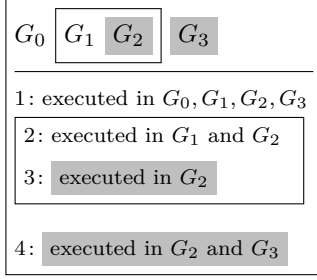 G₀ G₁ G₂ G₃
1: executed in G₀, G₁, G₂, G₃
2: executed in G₁ and G₂
3: executed in G₂
4: executed in G₂ and G₃